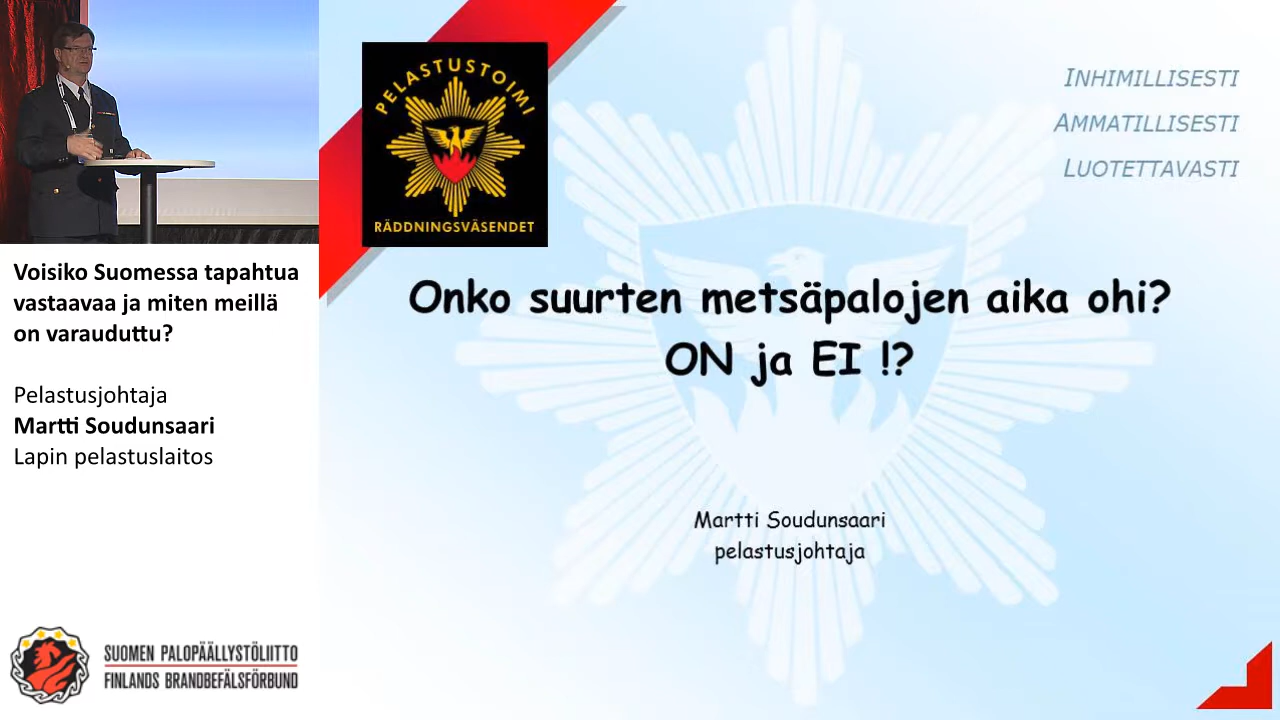 Voisiko Suomessa tapahtua
vastaavaa ja miten meillä
on varauduttu?
Pelastusjohtaja
Martti Soudunsaari
Lapin pelastuslaitos
SUOMEN PALOPÄÄLLYSTÖLIITTO
FINLANDS BRANDBEFÄLSFÖRBUND
PELASTUSTOIMI
RÄDDNINGSVÄSENDET
INHIMILLISESTI
AMMATILLISESTI
LUOTETTAVASTI
Onko suurten metsäpalojen aika ohi?
ON ja EI !?
Martti Soudunsaari
pelastusjohtaja